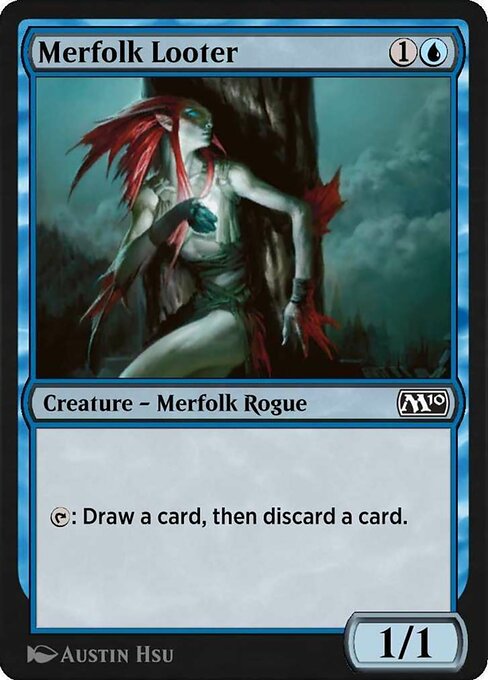 Merfolk Looter 1
Creature – Merfolk Rogue M10
: Draw a card, then discard a card.
Austin Hsu 1/1